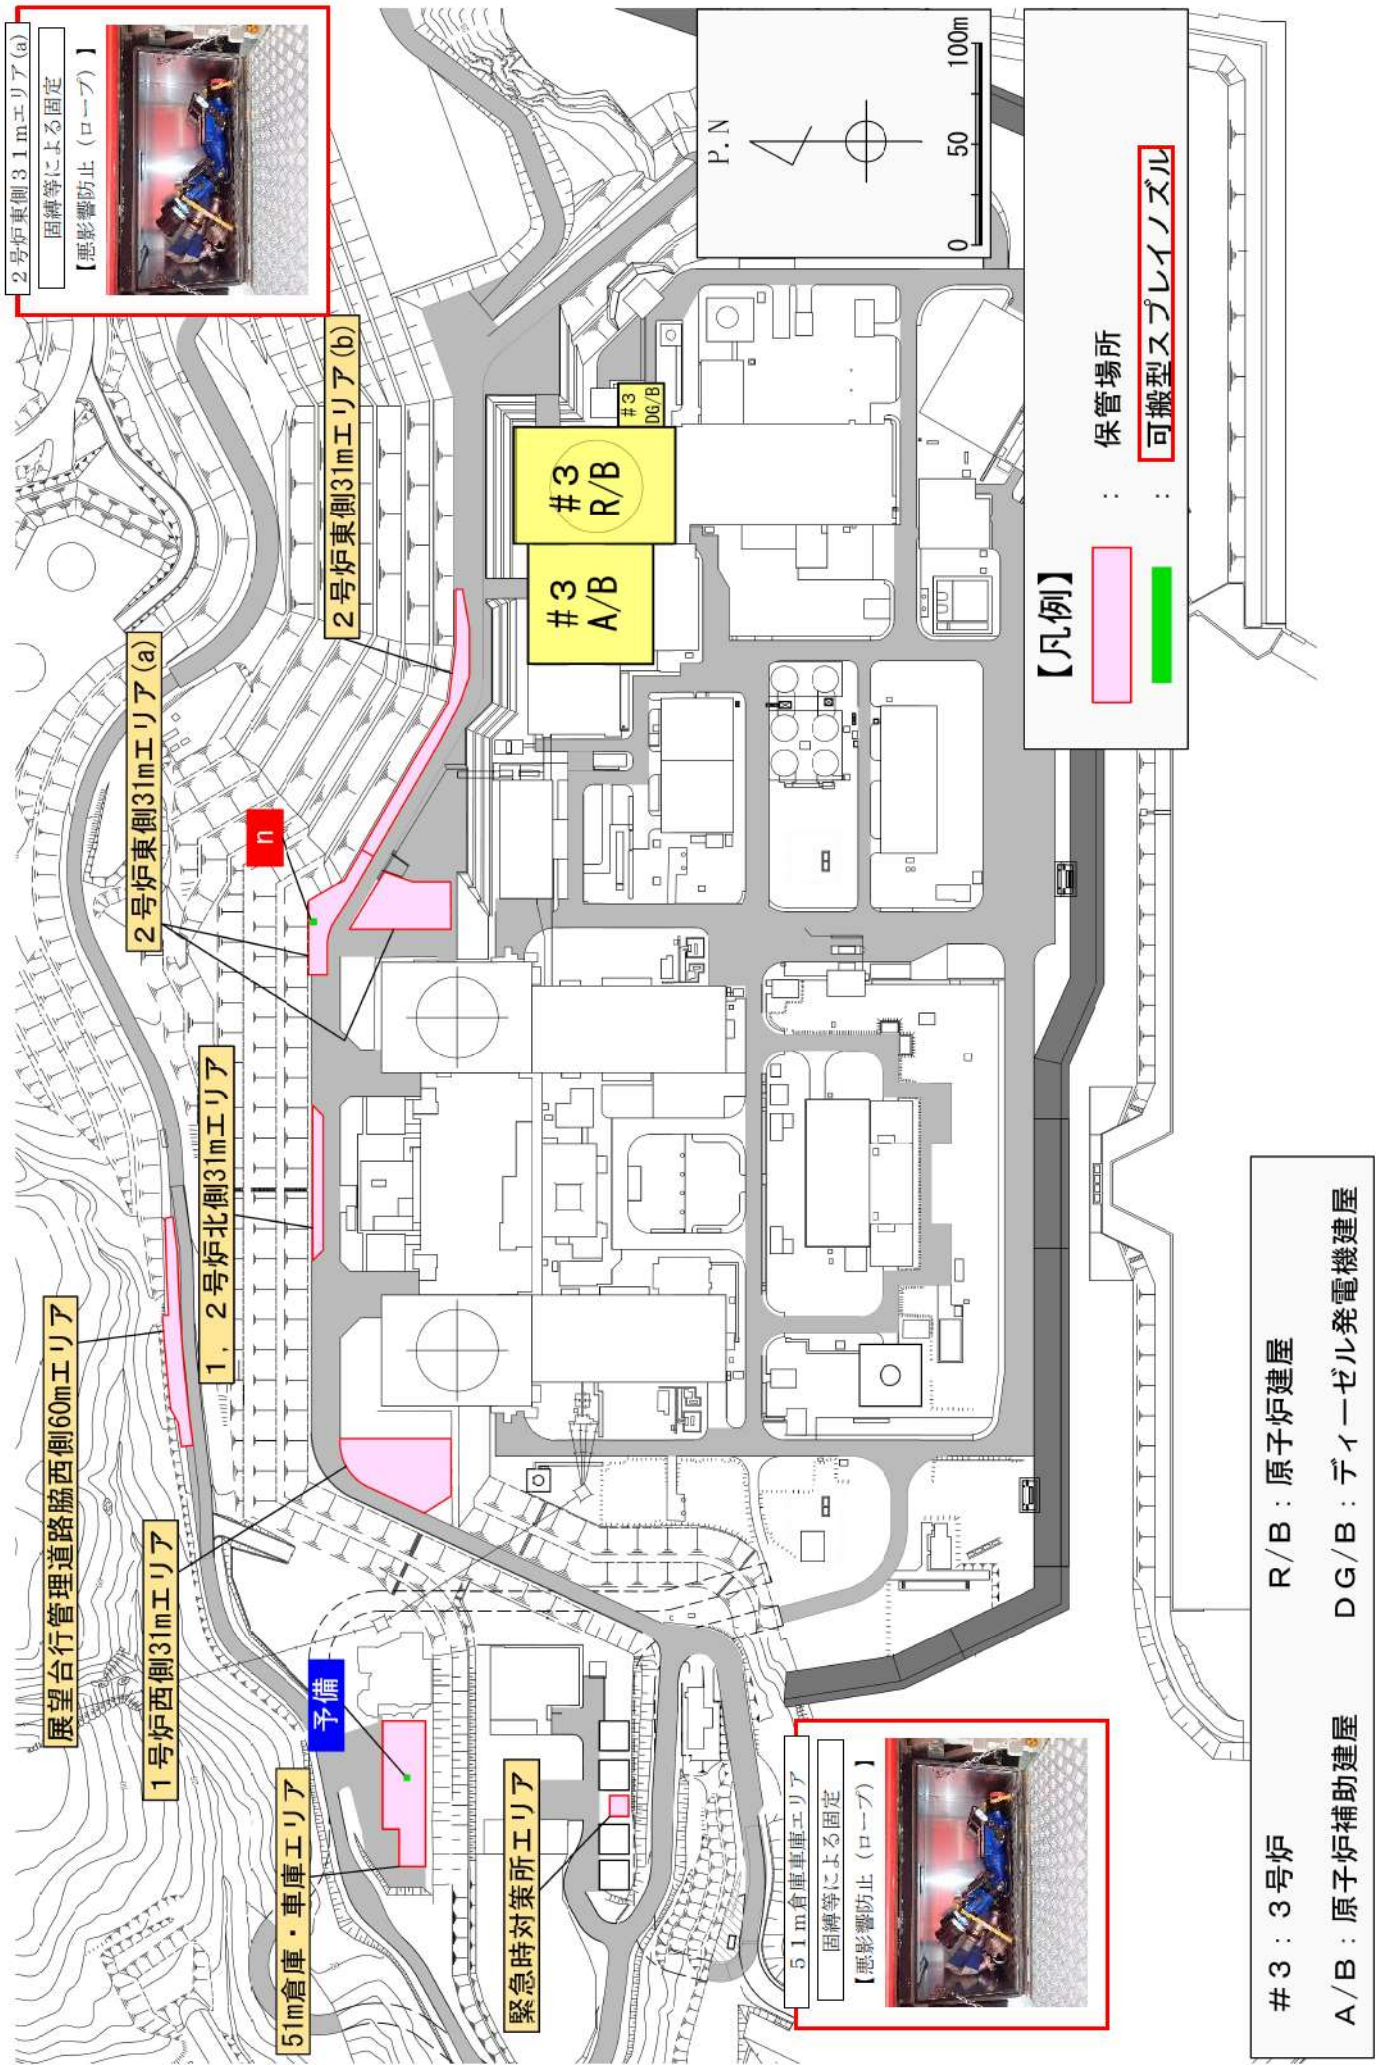 2号炉東側31mエリア(a)
固縛等による固定
【悪影響防止（ロープ）】
2号炉東側31mエリア(b)
2号炉東側31mエリア(a)
n
1，2号炉北側31mエリア
展望台行管理道路脇西側60mエリア
1号炉西側31mエリア
予備
51m倉庫・車庫エリア
緊急時対策所エリア
51m倉庫車庫エリア
固縛等による固定
【悪影響防止（ロープ）】
#3
R/B
#3
DG/B
#3
A/B
P.N
0 50 100m
【凡例】
：保管場所
：可搬型スプレイノズル
#3：3号炉 R/B：原子炉建屋
A/B：原子炉補助建屋 DG/B：ディーゼル発電機建屋